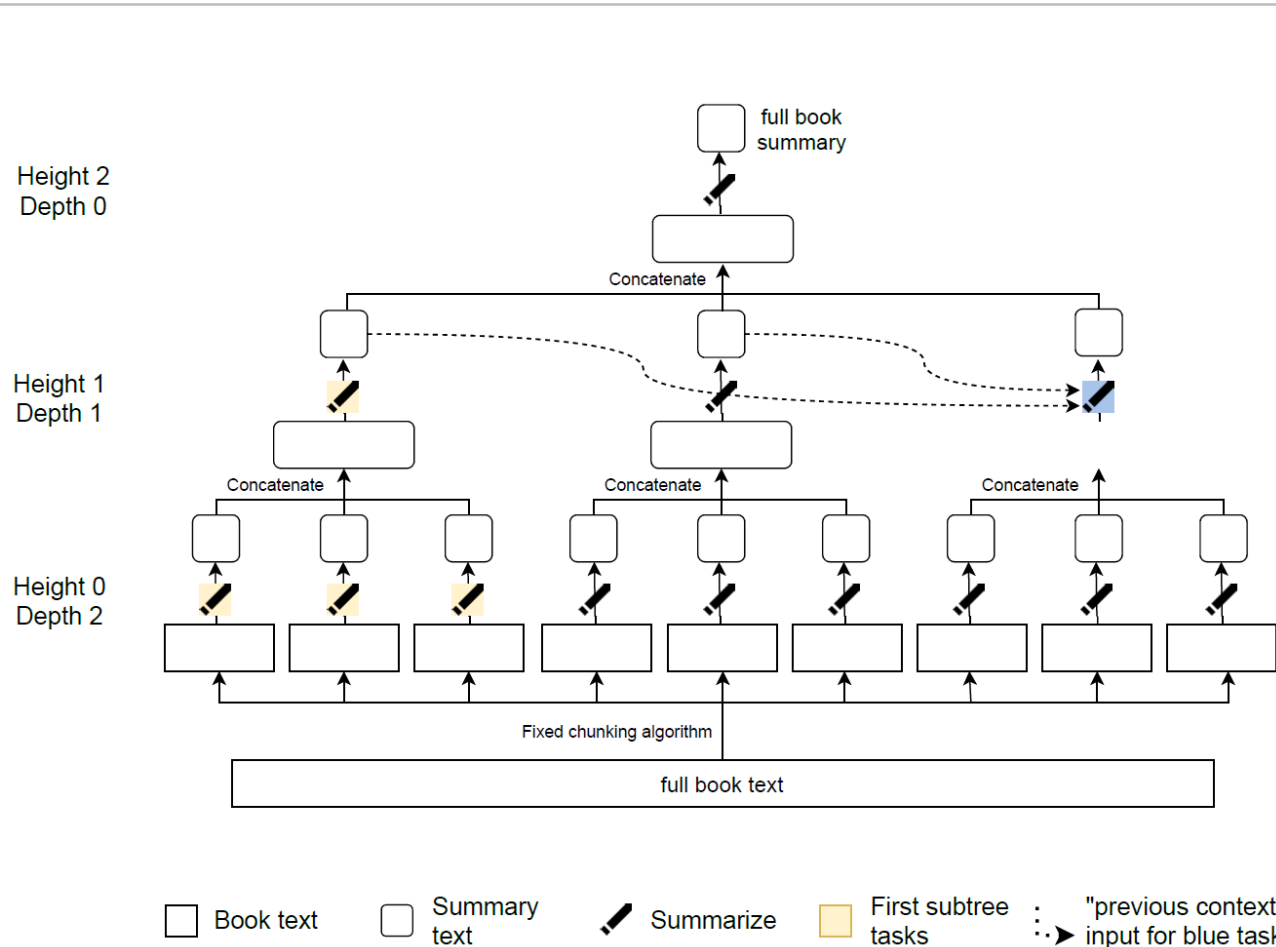 full book
summary
Height 2
Depth 0
Concatenate
Height 1
Depth 1
Concatenate
Concatenate
Concatenate
Height 0
Depth 2
Fixed chunking algorithm
full book text
Book text
Summary
text
Summarize
First subtree
tasks
"previous context
input for blue task